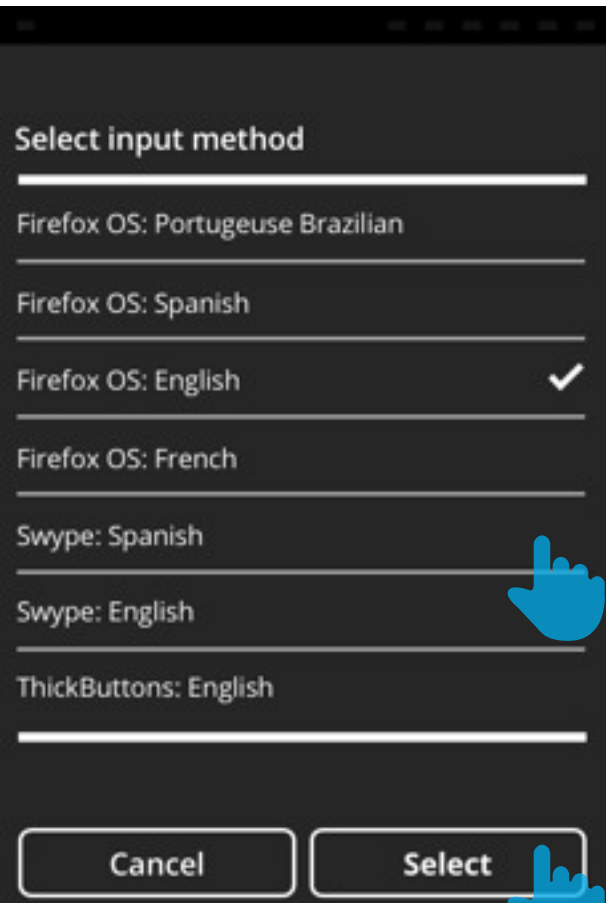 Select input method
Firefox OS: Portugeuse Brazilian
Firefox OS: Spanish
Firefox OS: English
Firefox OS: French
Swype: Spanish
Swype: English
ThickButtons: English
Cancel
Select